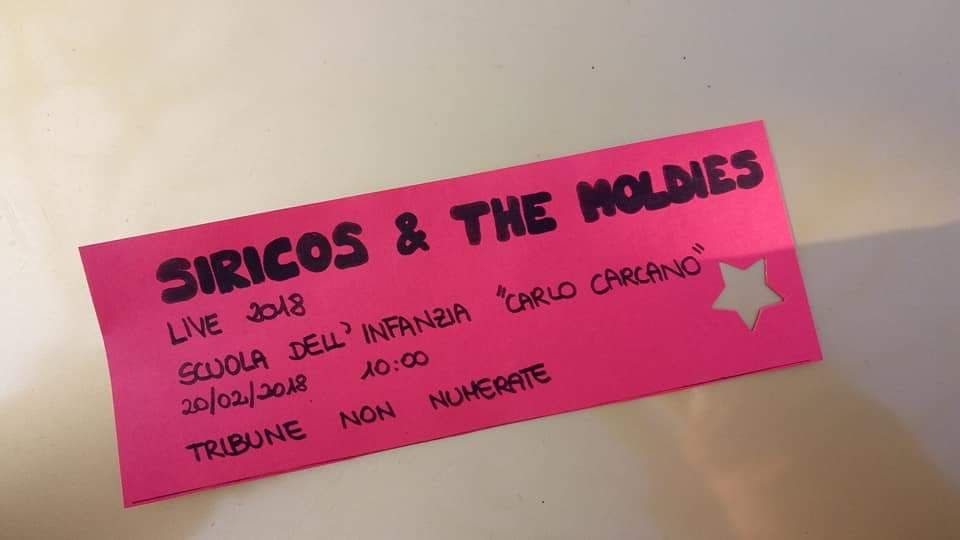 SIRICOS & THE MOLDIES
LIVE 2018
SCUOLA DELL' INFANZIA "CARLO CARCANO"
20/02/2018 10:00
TRIBUNE NON NUMERATE